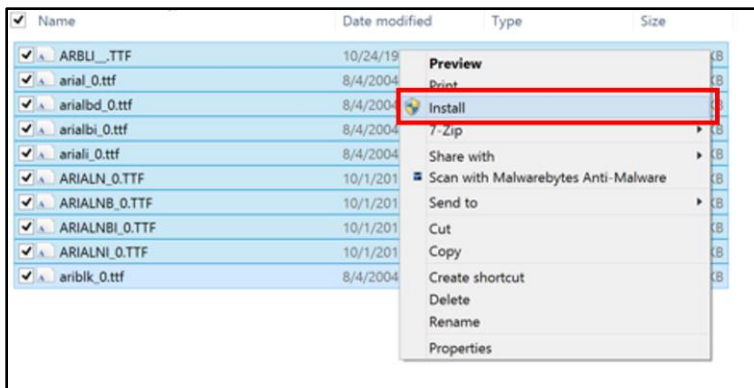 Name Date modified Type Size
ARBLI__.TTF 10/24/19
arial_0.ttf 8/4/2004
arialbd_0.ttf 8/4/2004
arialbi_0.ttf 8/4/2004
ariali_0.ttf 8/4/2004
ARIALN_0.TTF 10/1/201
ARIALNB_0.TTF 10/1/201
ARIALNBI_0.TTF 10/1/201
ARIALNI_0.TTF 10/1/201
ariblk_0.ttf 8/4/2004
Preview
Print
Install
7-Zip
Share with
Scan with Malwarebytes Anti-Malware
Send to
Cut
Copy
Create shortcut
Delete
Rename
Properties